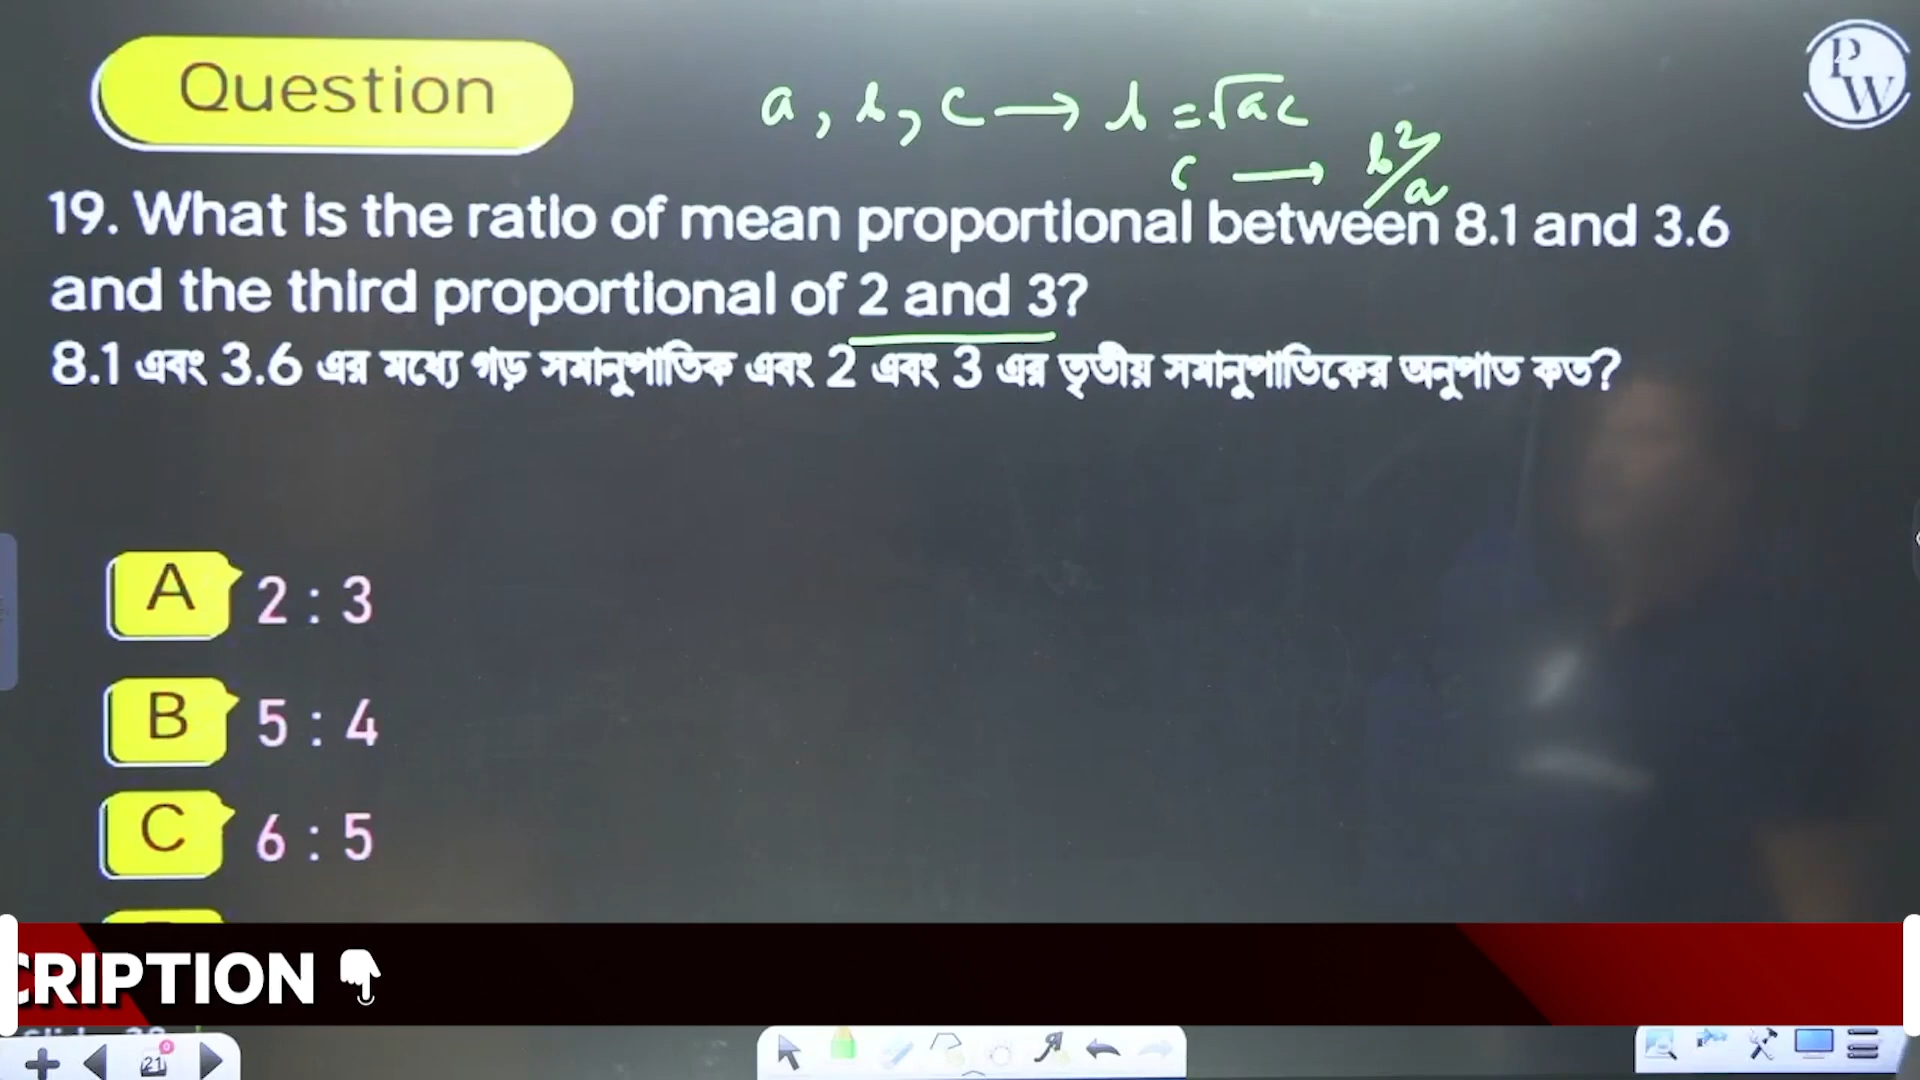 Question
a, b, c → b = √ac
c → b²/a
PW
19. What is the ratio of mean proportional between 8.1 and 3.6
and the third proportional of 2 and 3?
8.1 এবং 3.6 এর মধ্যে গড় সমানুপাতিক এবং 2 এবং 3 এর তৃতীয় সমানুপাতিকের অনুপাত কত?
A 2 : 3
B 5 : 4
C 6 : 5
CRIPTION
21